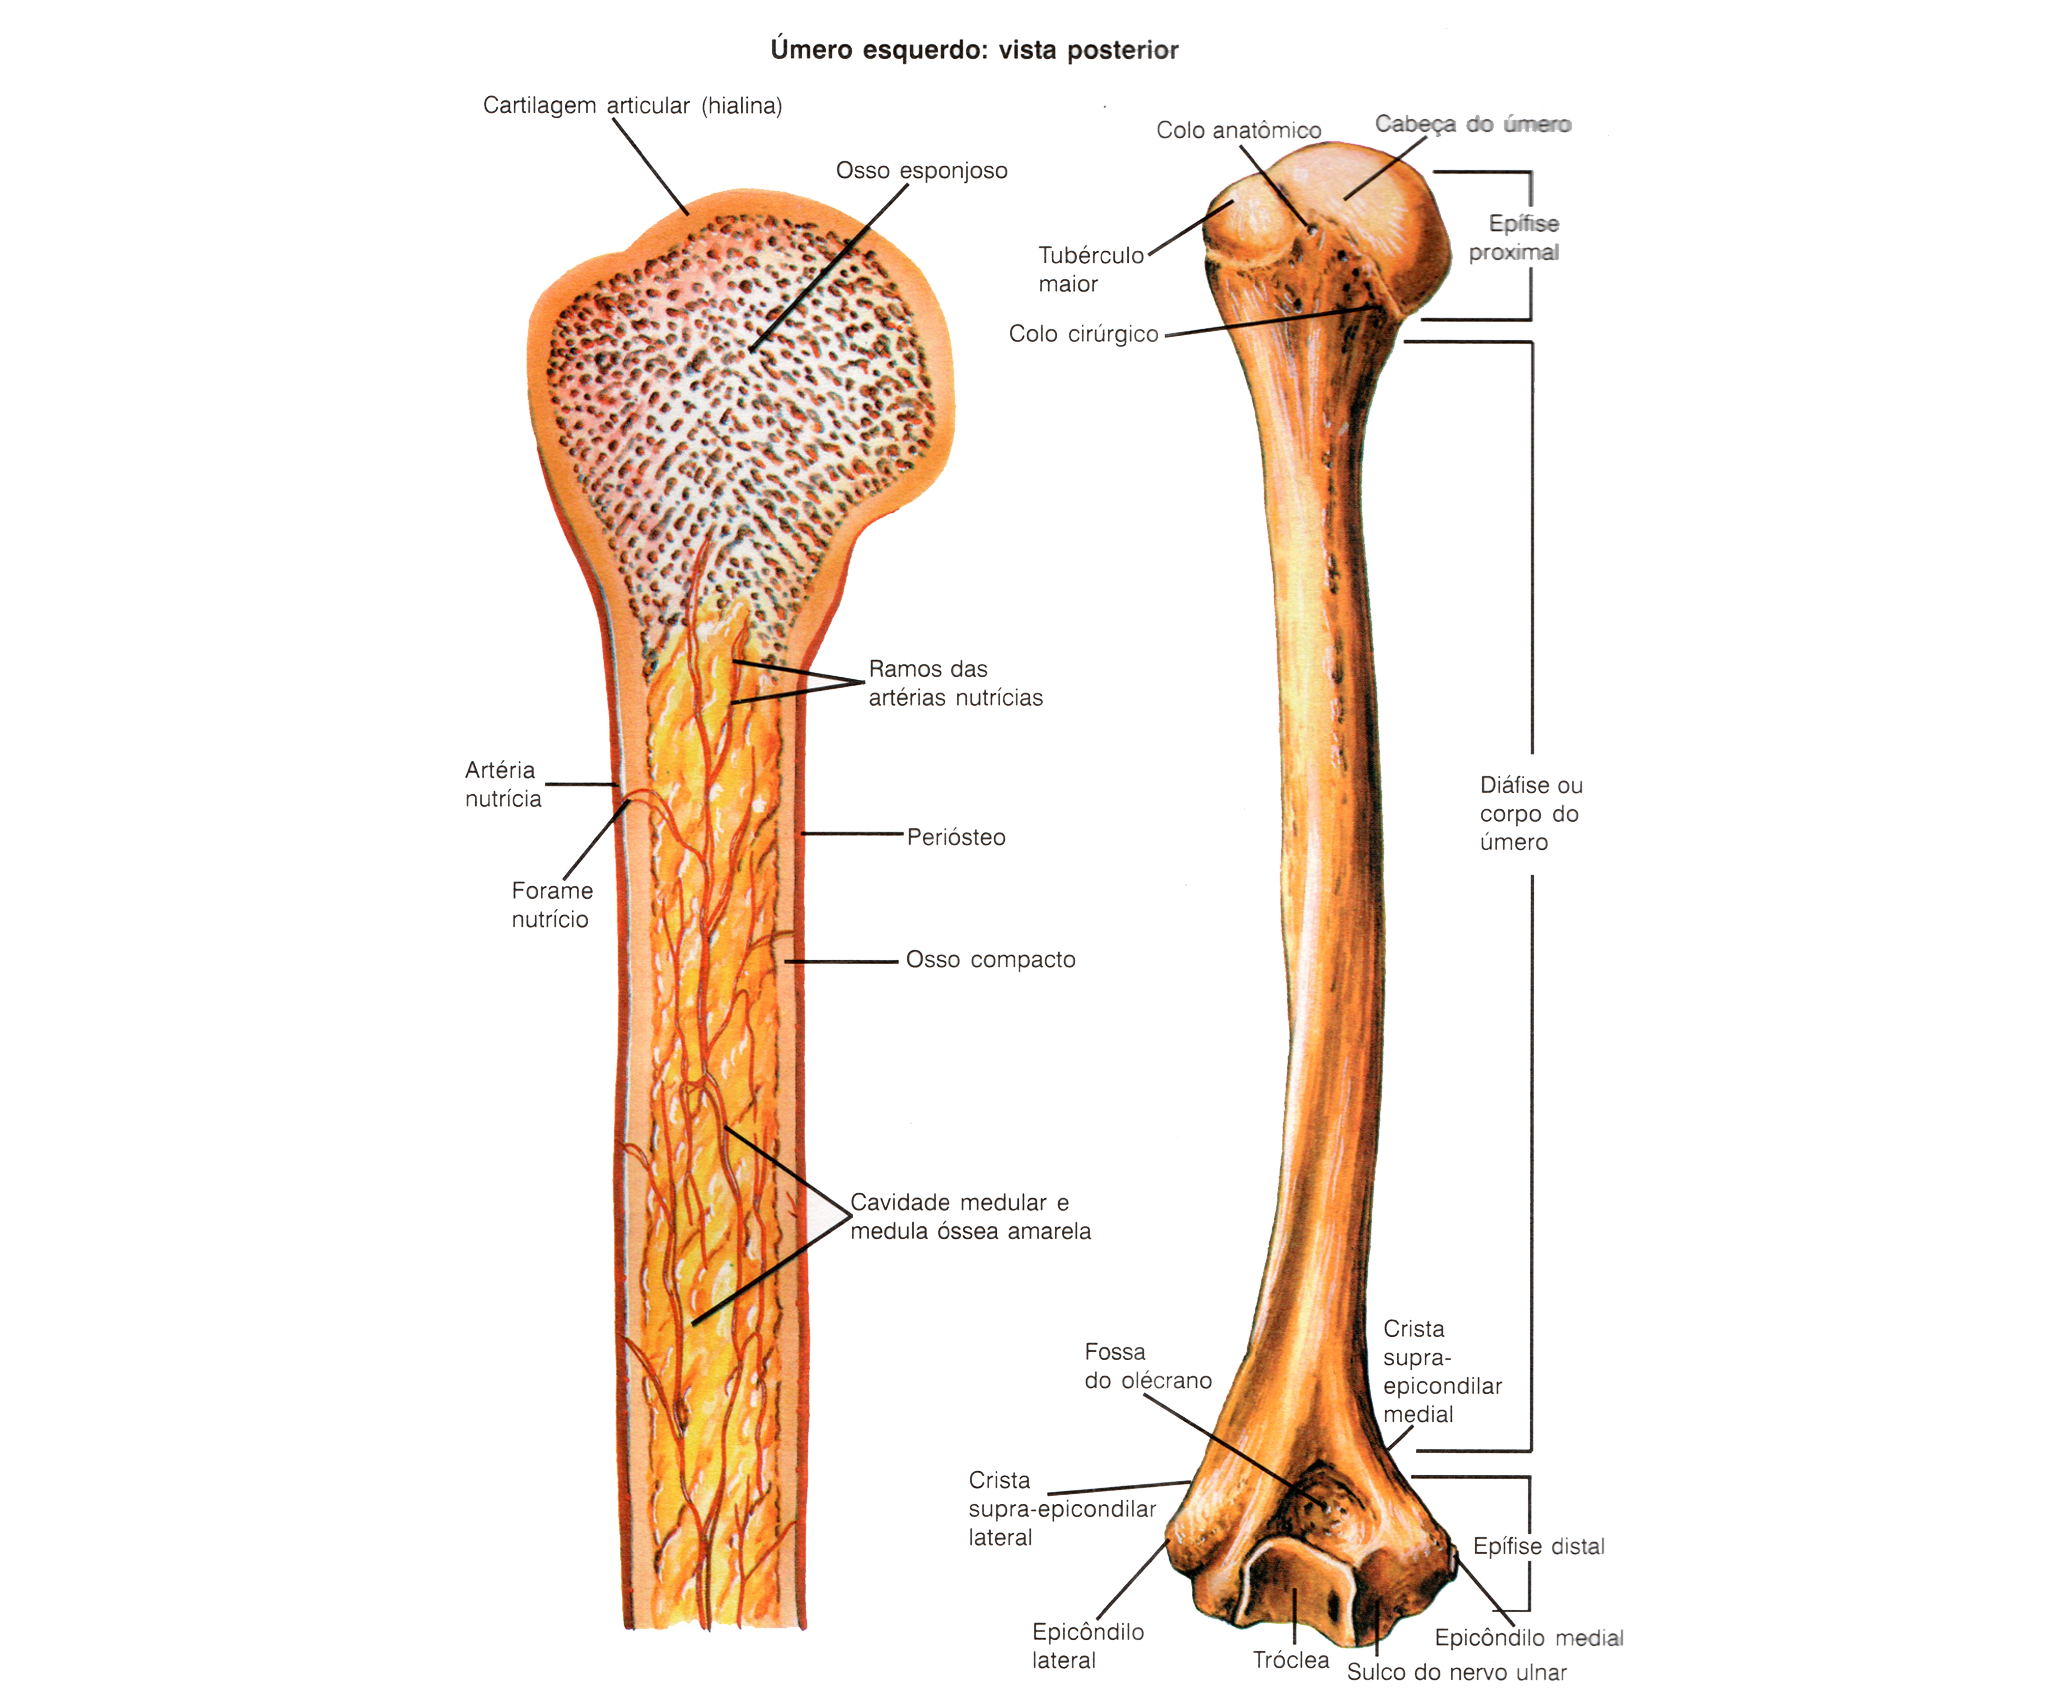 Úmero esquerdo: vista posterior
Cartilagem articular (hialina)
Osso esponjoso
Ramos das
artérias nutrícias
Artéria
nutrícia
Forame
nutrício
Periósteo
Osso compacto
Cavidade medular e
medula óssea amarela
Colo anatômico
Cabeça do úmero
Tubérculo
maior
Colo cirúrgico
Epífise
proximal
Diáfise ou
corpo do
úmero
Fossa
do olécrano
Crista
supra-
epicondilar
medial
Crista
supra-epicondilar
lateral
Epífise distal
Epicôndilo
lateral
Tróclea
Sulco do nervo ulnar
Epicôndilo medial